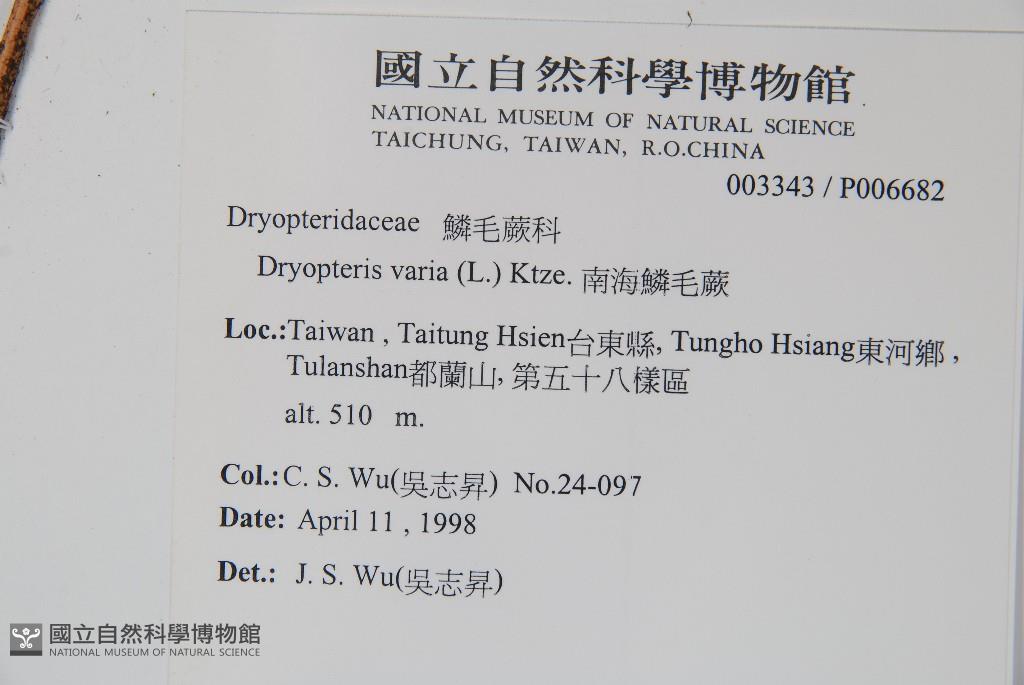 國立自然科學博物館
NATIONAL MUSEUM OF NATURAL SCIENCE
TAICHUNG, TAIWAN, R.O.CHINA
003343 / P006682
Dryopteridaceae 鱗毛蕨科
Dryopteris varia (L.) Ktze. 南海鱗毛蕨
Loc.:Taiwan , Taitung Hsien台東縣, Tungho Hsiang東河鄉 ,
Tulanshan都蘭山, 第五十八樣區
alt. 510 m.
Col.:C. S. Wu(吳志昇) No.24-097
Date: April 11 , 1998
Det.: J. S. Wu(吳志昇)
國立自然科學博物館
NATIONAL MUSEUM OF NATURAL SCIENCE